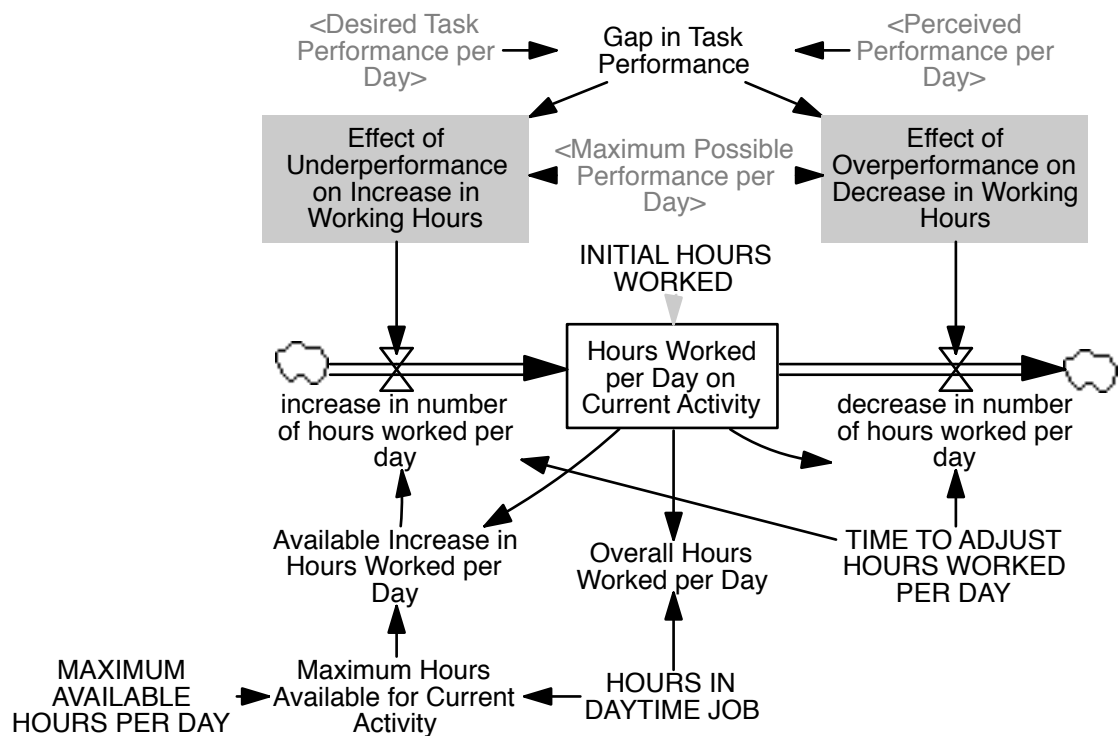 <Desired Task
Performance per
Day>
Gap in Task
Performance
<Perceived
Performance per
Day>
Effect of
Underperformance
on Increase in
Working Hours
<Maximum Possible
Performance per
Day>
Effect of
Overperformance on
Decrease in Working
Hours
INITIAL HOURS
WORKED
Hours Worked
per Day on
Current Activity
increase in number
of hours worked per
day
decrease in number
of hours worked per
day
Available Increase in
Hours Worked per
Day
Overall Hours
Worked per Day
TIME TO ADJUST
HOURS WORKED
PER DAY
MAXIMUM
AVAILABLE
HOURS PER DAY
Maximum Hours
Available for Current
Activity
HOURS IN
DAYTIME JOB